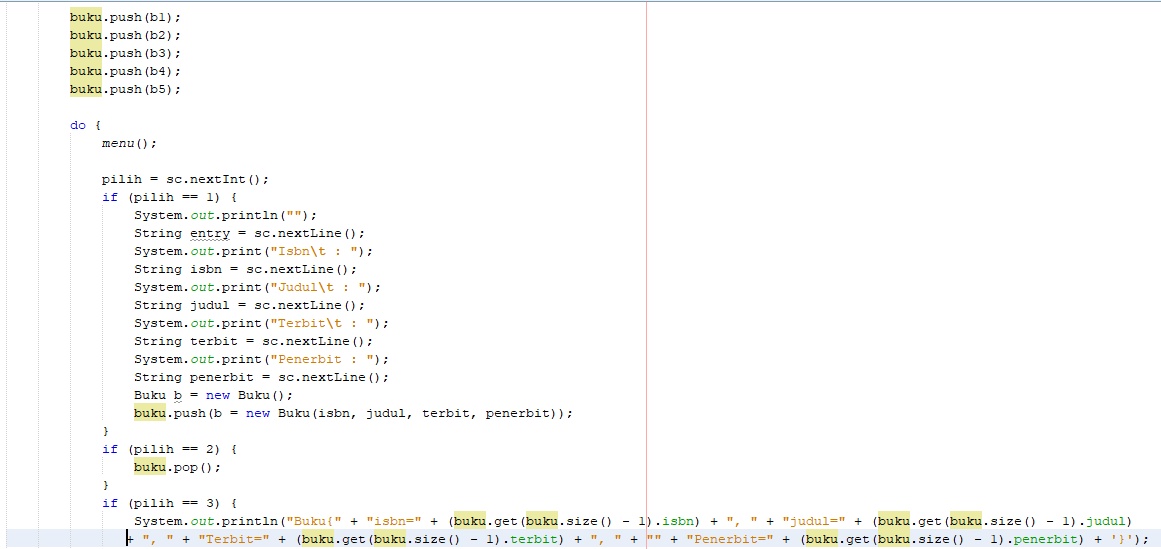 buku.push(b1);
buku.push(b2);
buku.push(b3);
buku.push(b4);
buku.push(b5);
do {
menu();
pilih = sc.nextInt();
if (pilih == 1) {
System.out.println("");
String entry = sc.nextLine();
System.out.print("Isbn\t : ");
String isbn = sc.nextLine();
System.out.print("Judul\t : ");
String judul = sc.nextLine();
System.out.print("Terbit\t : ");
String terbit = sc.nextLine();
System.out.print("Penerbit : ");
String penerbit = sc.nextLine();
Buku b = new Buku();
buku.push(b = new Buku(isbn, judul, terbit, penerbit));
}
if (pilih == 2) {
buku.pop();
}
if (pilih == 3) {
System.out.println("Buku{" + "isbn=" + (buku.get(buku.size() - 1).isbn) + ", " + "judul=" + (buku.get(buku.size() - 1).judul)
+ ", " + "Terbit=" + (buku.get(buku.size() - 1).terbit) + ", " + "" + "Penerbit=" + (buku.get(buku.size() - 1).penerbit) + '}');